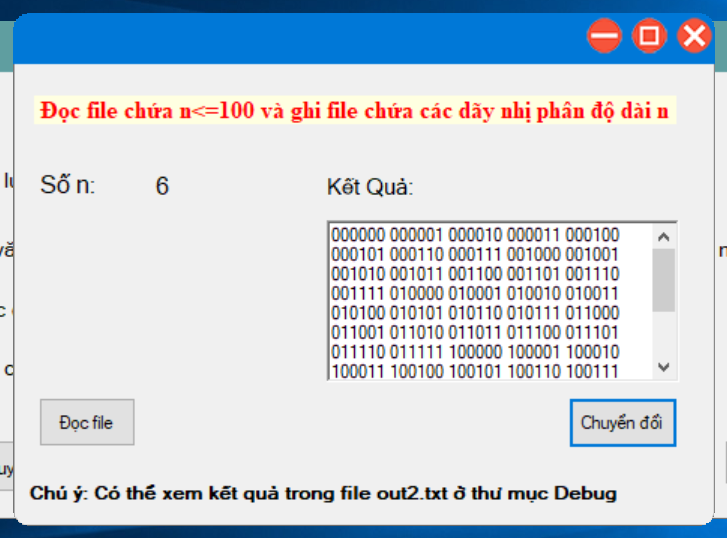 Đọc file chứa n<=100 và ghi file chứa các dãy nhị phân độ dài n
Số n: 6
Kết Quả:
000000 000001 000010 000011 000100
000101 000110 000111 001000 001001
001010 001011 001100 001101 001110
001111 010000 010001 010010 010011
010100 010101 010110 010111 011000
011001 011010 011011 011100 011101
011110 011111 100000 100001 100010
100011 100100 100101 100110 100111
Đọc file
Chuyển đổi
Chú ý: Có thể xem kết quả trong file out2.txt ở thư mục Debug